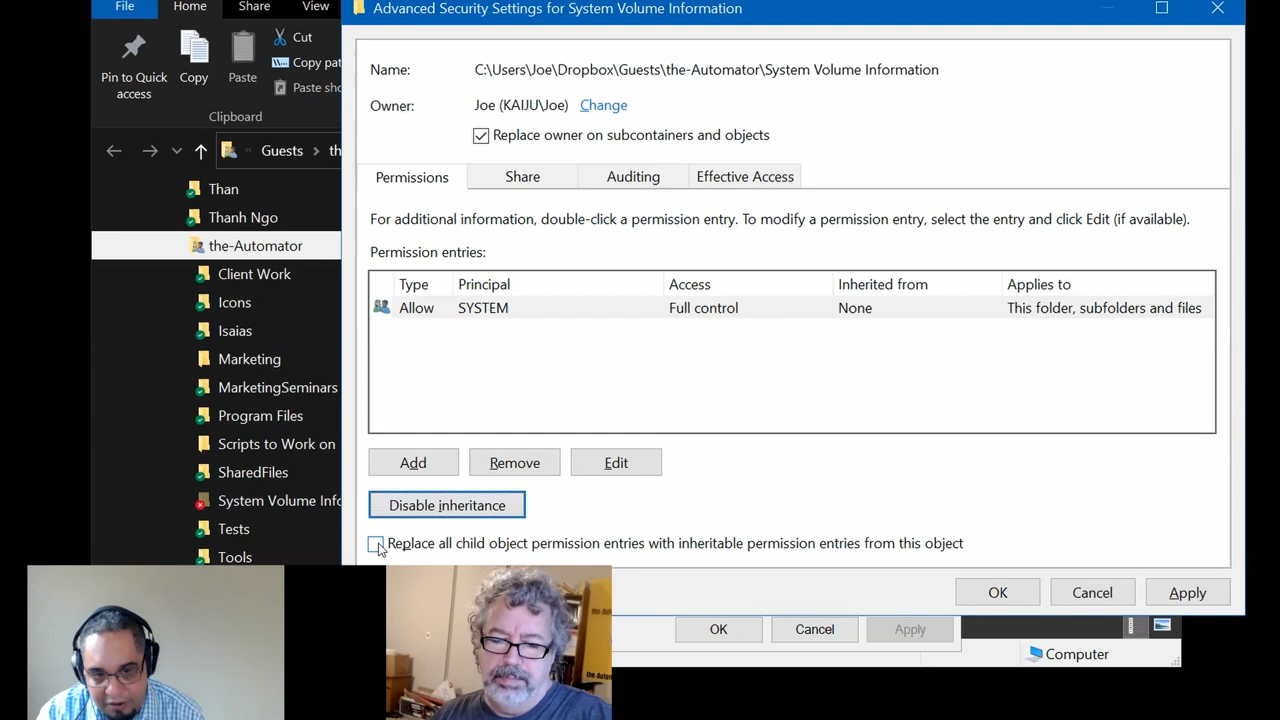 File Home Share View
Advanced Security Settings for System Volume Information
Pin to Quick access
Copy
Paste
Cut
Copy pat
Paste sho
Clipboard
Guests > th
Than
Thanh Ngo
the-Automator
Client Work
Icons
Isaias
Marketing
MarketingSeminars
Program Files
Scripts to Work on
SharedFiles
System Volume Info
Tests
Tools
Name: C:\Users\Joe\Dropbox\Guests\the-Automator\System Volume Information
Owner: Joe (KAIJU\Joe) Change
Replace owner on subcontainers and objects
Permissions Share Auditing Effective Access
For additional information, double-click a permission entry. To modify a permission entry, select the entry and click Edit (if available).
Permission entries:
Type Principal Access Inherited from Applies to
Allow SYSTEM Full control None This folder, subfolders and files
Add Remove Edit
Disable inheritance
Replace all child object permission entries with inheritable permission entries from this object
OK Cancel Apply
OK Cancel Apply
Computer